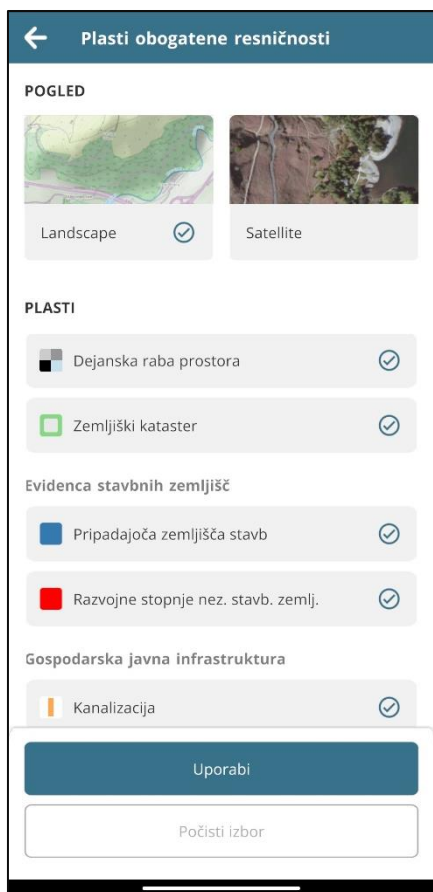 Plasti obogatene resničnosti
POGLED
Landscape
Satellite
PLASTI
Dejanska raba prostora
Zemljiški kataster
Evidenca stavbnih zemljišč
Pripadajoča zemljišča stavb
Razvojne stopnje nez. stavb. zemlj.
Gospodarska javna infrastruktura
Kanalizacija
Uporabi
Počisti izbor